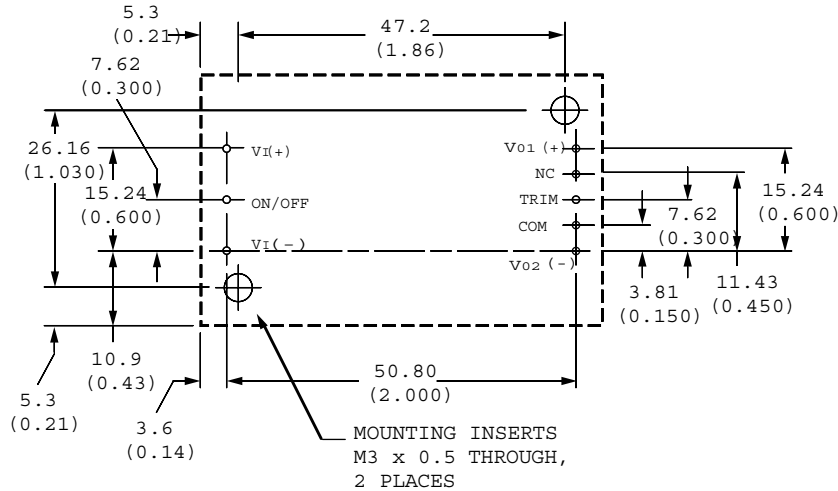 5.3
(0.21)
47.2
(1.86)
7.62
(0.300)
26.16
(1.030)
15.24
(0.600)
VI(+)
ON/OFF
VI(-)
VO1(+)
NC
TRIM
COM
VO2(-)
15.24
(0.600)
7.62
(0.300)
11.43
(0.450)
3.81
(0.150)
10.9
(0.43)
5.3
(0.21)
3.6
(0.14)
50.80
(2.000)
MOUNTING INSERTS
M3 x 0.5 THROUGH,
2 PLACES